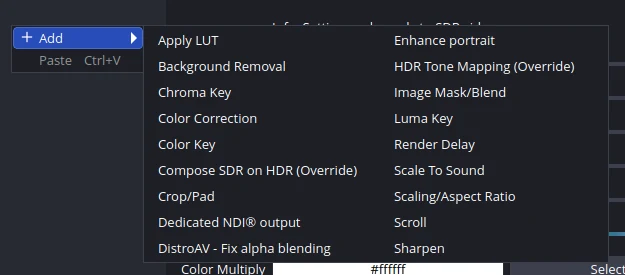 + Add
Paste Ctrl+V
Apply LUT
Background Removal
Chroma Key
Color Correction
Color Key
Compose SDR on HDR (Override)
Crop/Pad
Dedicated NDI® output
DistroAV - Fix alpha blending
Enhance portrait
HDR Tone Mapping (Override)
Image Mask/Blend
Luma Key
Render Delay
Scale To Sound
Scaling/Aspect Ratio
Scroll
Sharpen
Color Multiply #ffffff Select